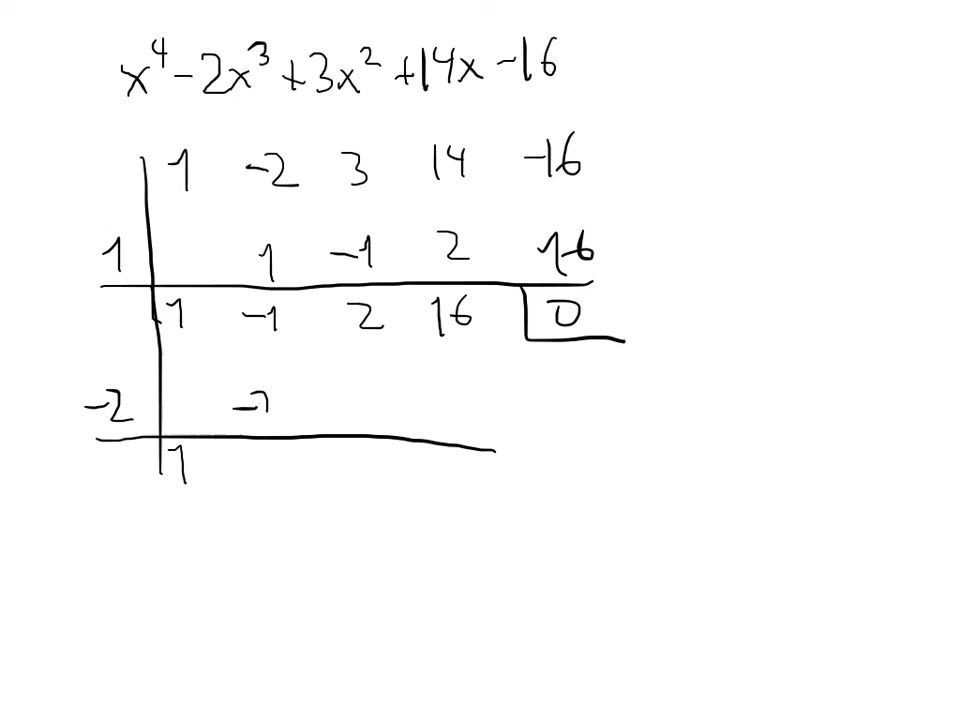 x⁴-2x³+3x²+14x-16
1 -2 3 14 -16
1 1 -1 2 16
1 -1 2 16 0
-2
1